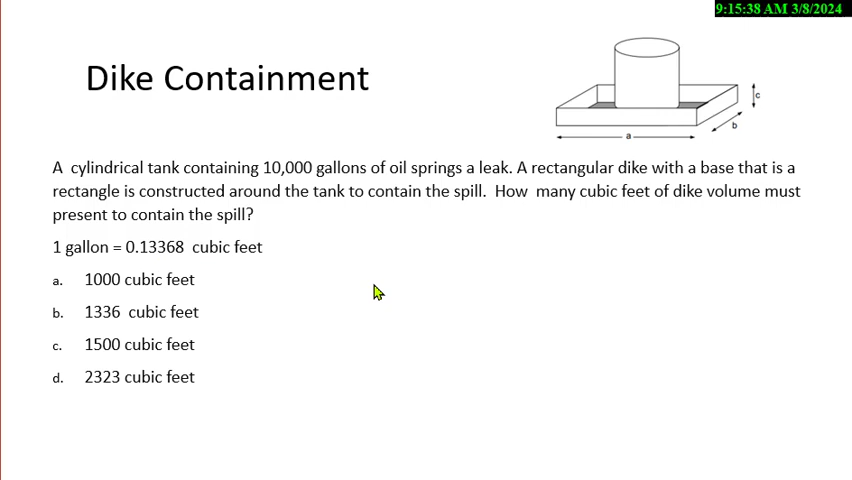 9:15:38 AM 3/8/2024
Dike Containment
c
b
a
A cylindrical tank containing 10,000 gallons of oil springs a leak. A rectangular dike with a base that is a
rectangle is constructed around the tank to contain the spill. How many cubic feet of dike volume must
present to contain the spill?
1 gallon = 0.13368 cubic feet
a. 1000 cubic feet
b. 1336 cubic feet
c. 1500 cubic feet
d. 2323 cubic feet